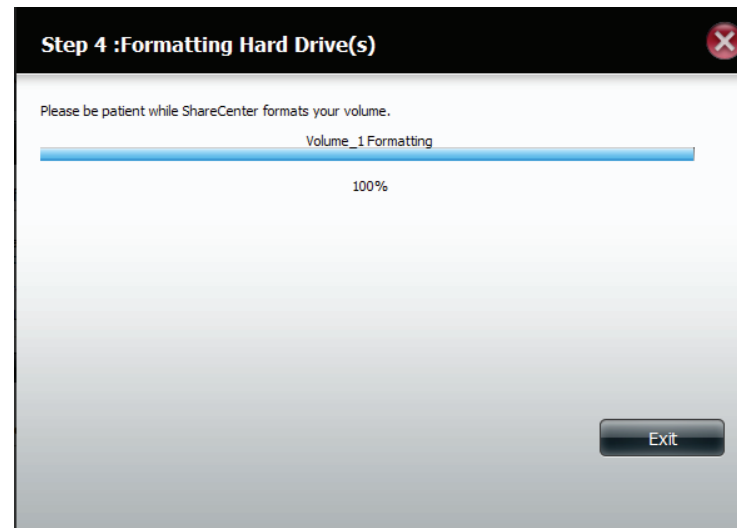 Step 4 :Formatting Hard Drive(s)
Please be patient while ShareCenter formats your volume.
Volume_1 Formatting
100%
Exit